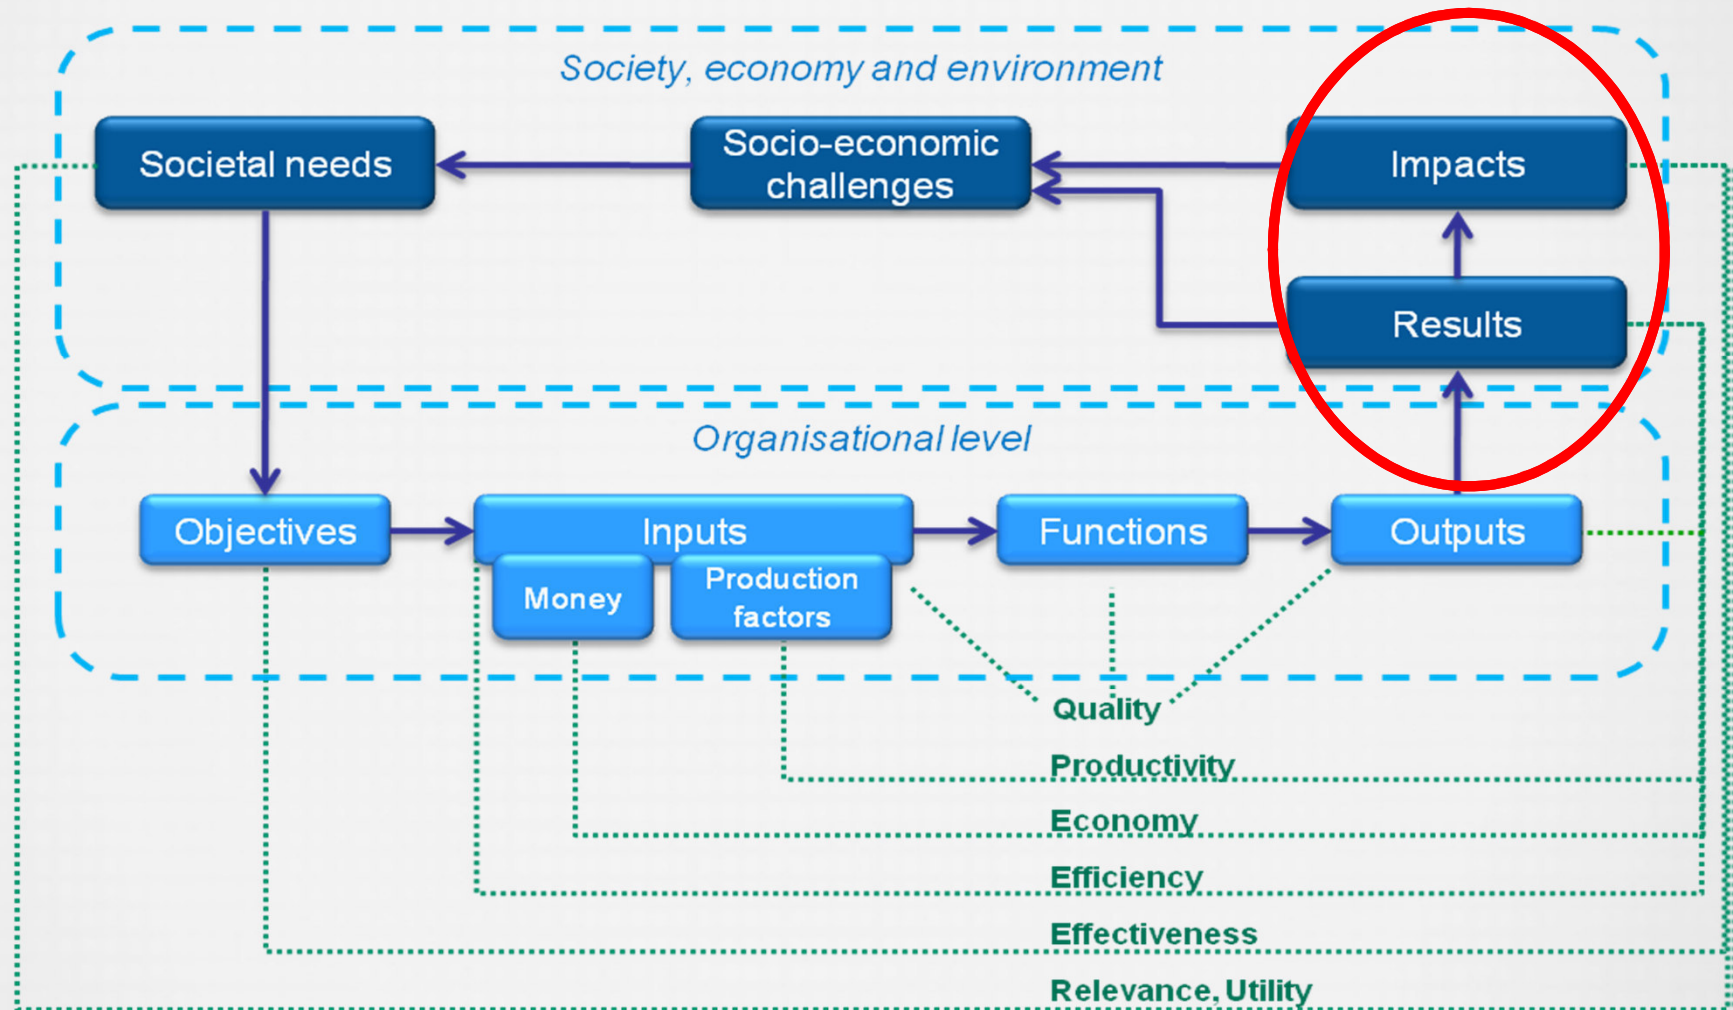 Society, economy and environment
Societal needs
Socio-economic
challenges
Impacts
Results
Organisational level
Objectives
Inputs
Functions
Outputs
Money
Production
factors
Quality
Productivity
Economy
Efficiency
Effectiveness
Relevance, Utility